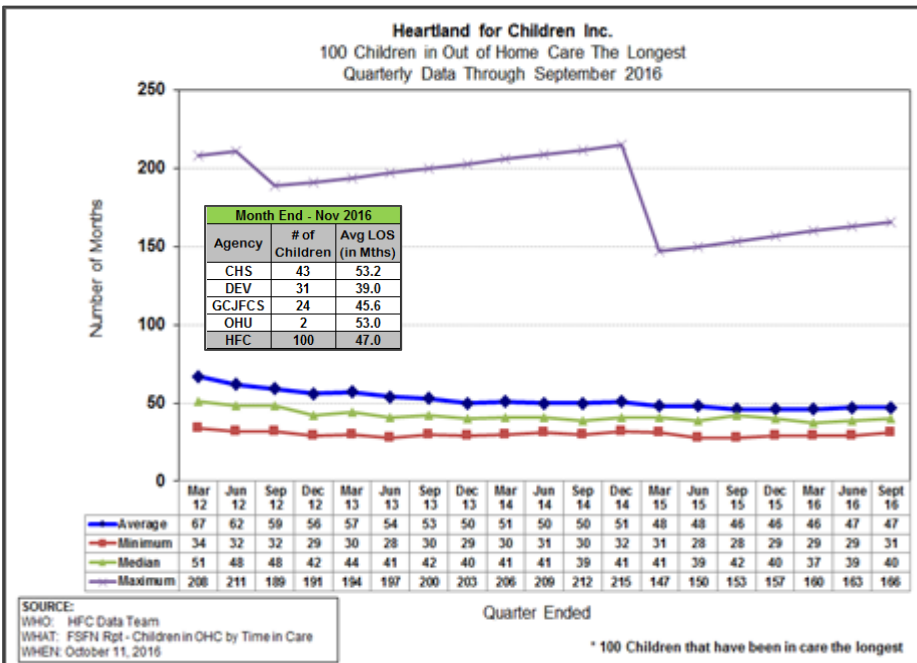 Heartland for Children Inc.
100 Children in Out of Home Care The Longest
Quarterly Data Through September 2016
250
200
150
100
50
0
Number of Months
Month End - Nov 2016
Agency # of Children Avg LOS (in Mths)
CHS 43 53.2
DEV 31 39.0
GCJFCS 24 45.6
OHU 2 53.0
HFC 100 47.0
Mar 12 Jun 12 Sep 12 Dec 12 Mar 13 Jun 13 Sep 13 Dec 13 Mar 14 Jun 14 Sep 14 Dec 14 Mar 15 Jun 15 Sep 15 Dec 15 Mar 16 June 16 Sept 16
Average 67 62 59 56 57 54 53 50 51 50 50 51 48 48 46 46 46 47 47
Minimum 34 32 32 29 30 28 30 29 30 31 30 32 31 28 28 29 29 29 31
Median 51 48 48 42 44 41 42 40 41 41 39 41 41 39 42 40 37 39 40
Maximum 208 211 189 191 194 197 200 203 206 209 212 215 147 150 153 157 160 163 166
Quarter Ended
SOURCE:
WHO: HFC Data Team
WHAT: FSFN Rpt - Children in OHC by Time in Care
WHEN: October 11, 2016
* 100 Children that have been in care the longest